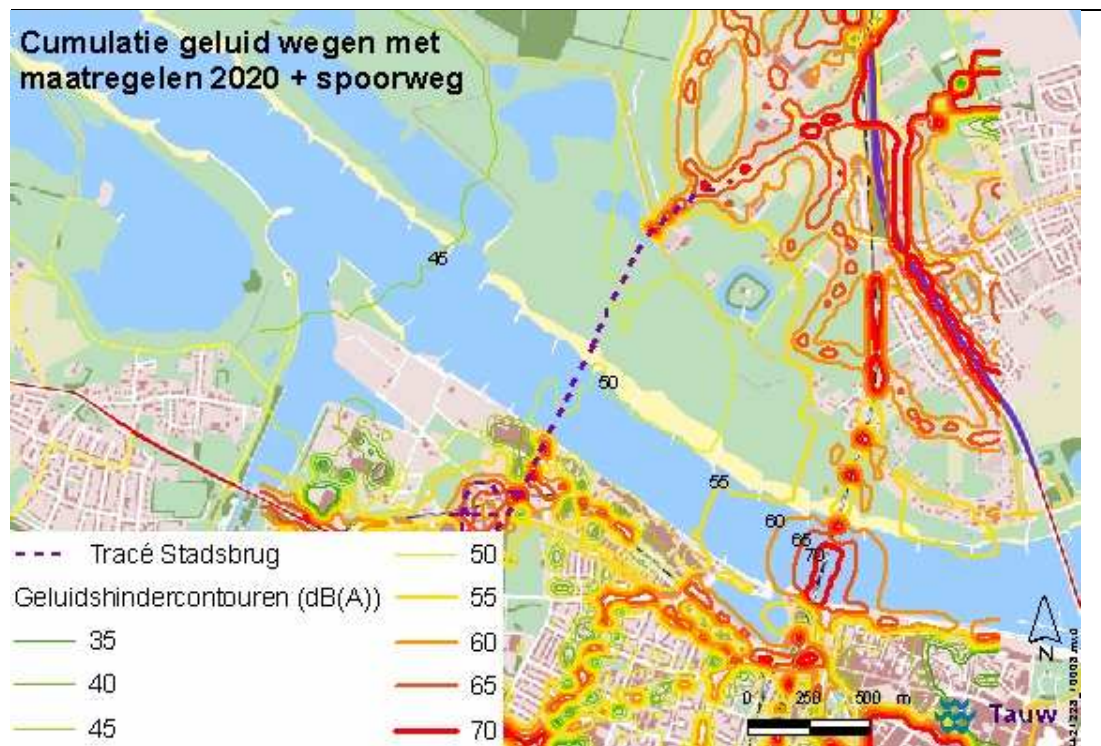 Cumulatie geluid wegen met
maatregelen 2020 + spoorweg
45
50
55
60
65
70
Tracé Stadsbrug
Geluidshindercontouren (dB(A))
35
40
45
50
55
60
65
70
N
0 250 500 m
Tauw